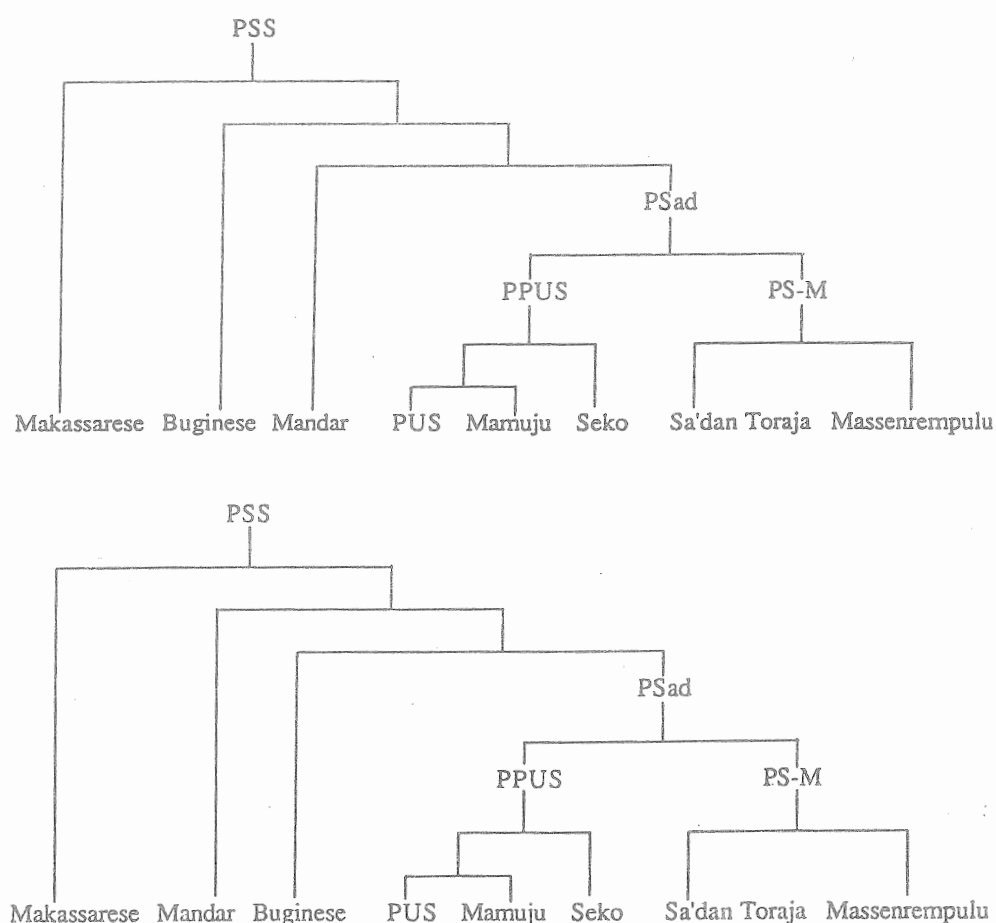 PSS
PSad
PPUS PS-M
Makassarese Buginese Mandar PUS Mamuju Seko Sa'dan Toraja Massenrempulu
PSS
PSad
PPUS PS-M
Makassarese Mandar Buginese PUS Mamuju Seko Sa'dan Toraja Massenrempulu